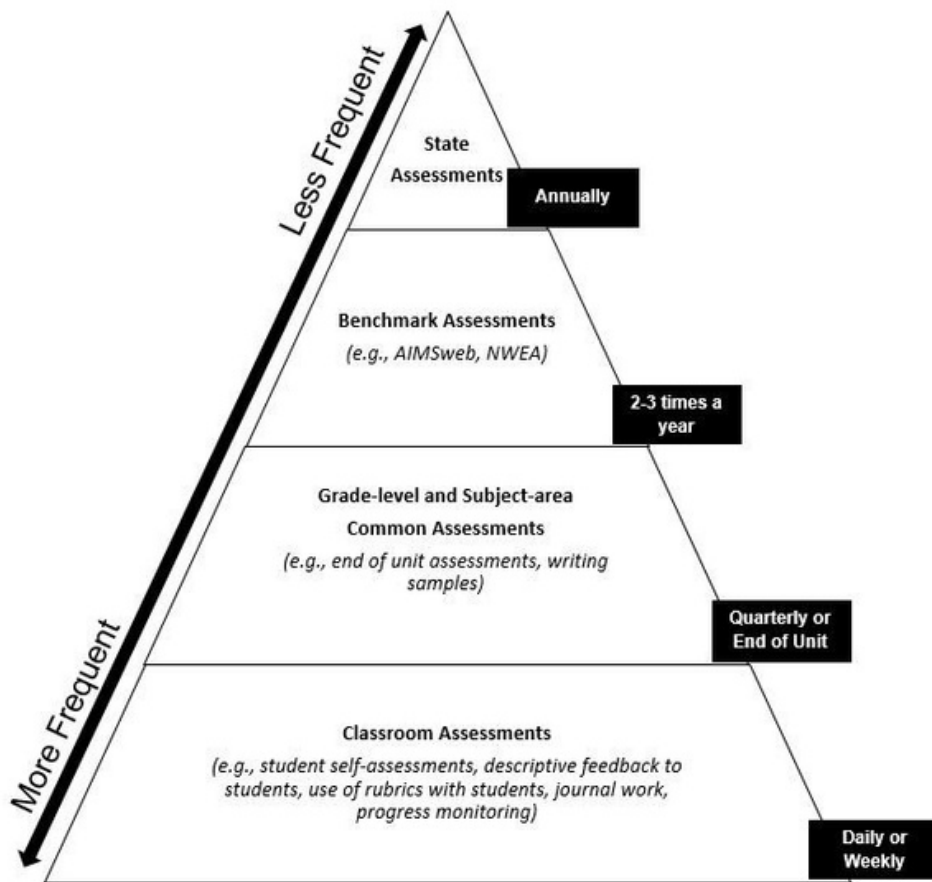 Less Frequent
More Frequent
State
Assessments
Annually
Benchmark Assessments
(e.g., AIMSweb, NWEA)
2-3 times a
year
Grade-level and Subject-area
Common Assessments
(e.g., end of unit assessments, writing
samples)
Quarterly or
End of Unit
Classroom Assessments
(e.g., student self-assessments, descriptive feedback to
students, use of rubrics with students, journal work,
progress monitoring)
Daily or
Weekly